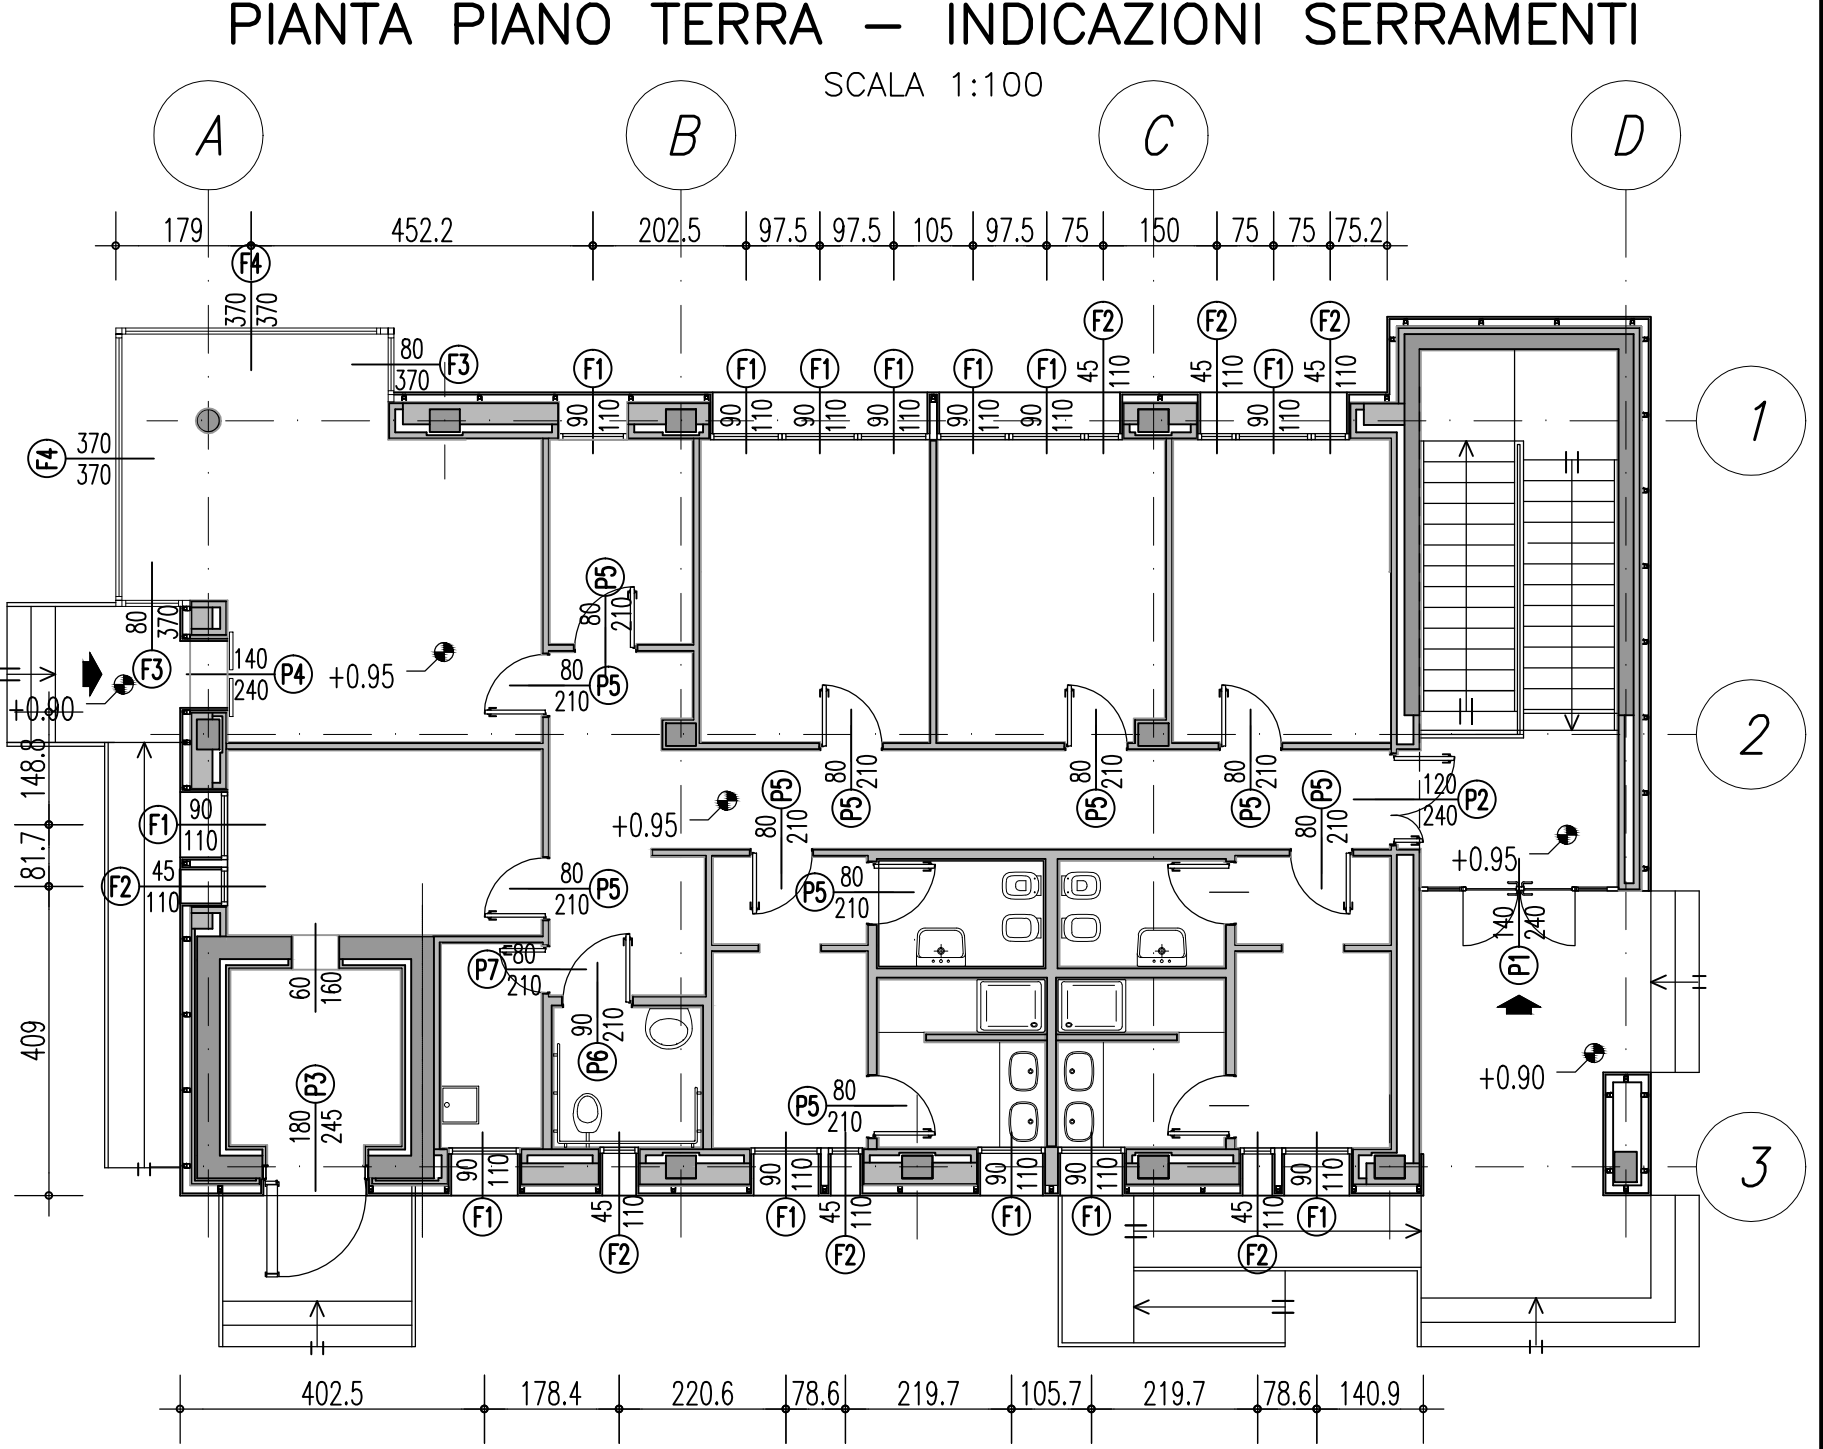 PIANTA PIANO TERRA – INDICAZIONI SERRAMENTI
SCALA 1:100
A B C D
179 452.2 202.5 97.5 97.5 105 97.5 75 150 75 75 75.2
F4
370 370
F2 F2 F2
45 110 45 110 45 110
80 F3
370
F1 F1 F1 F1 F1 F1 F1
90 110 90 110 90 110 90 110 90 110 90 110 90 110
1
F4 370
370
P5
80 210
80 370
F3
140 P4
240
+0.95
80 P5
210
+0.90
2
148.8
80 210 80 210 80 210
P5 P5 P5
P5 P5
80 210 80 210
120 P2
240
+0.95
F1 90
110
81.7
F2 45
110
+0.95
80 P5
210
P5 80
210
140 240
P1
P7 80
210
60 160
90 210
P6
409
P3
180 245
+0.90
P5 80
210
3
90 110 90 110 90 110 90 110 90 110
F1 F1 F1 F1 F1
45 110 45 110 45 110
F2 F2 F2
402.5 178.4 220.6 78.6 219.7 105.7 219.7 78.6 140.9